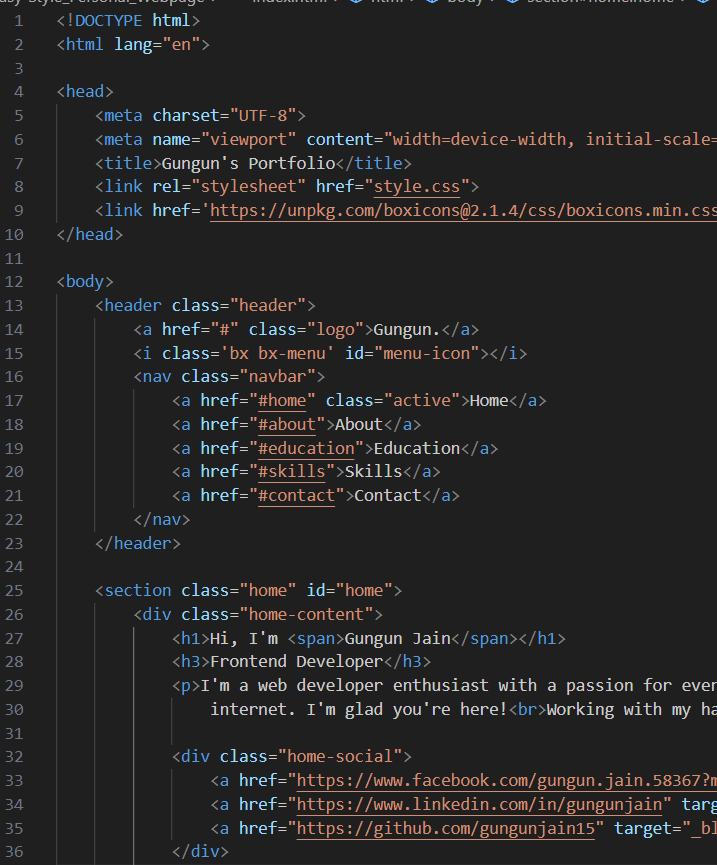 1 <!DOCTYPE html>
2 <html lang="en">
3
4 <head>
5 <meta charset="UTF-8">
6 <meta name="viewport" content="width=device-width, initial-scale=
7 <title>Gungun's Portfolio</title>
8 <link rel="stylesheet" href="style.css">
9 <link href='https://unpkg.com/boxicons@2.1.4/css/boxicons.min.css
10 </head>
11
12 <body>
13 <header class="header">
14 <a href="#" class="logo">Gungun.</a>
15 <i class='bx bx-menu' id="menu-icon"></i>
16 <nav class="navbar">
17 <a href="#home" class="active">Home</a>
18 <a href="#about">About</a>
19 <a href="#education">Education</a>
20 <a href="#skills">Skills</a>
21 <a href="#contact">Contact</a>
22 </nav>
23 </header>
24
25 <section class="home" id="home">
26 <div class="home-content">
27 <h1>Hi, I'm <span>Gungun Jain</span></h1>
28 <h3>Frontend Developer</h3>
29 <p>I'm a web developer enthusiast with a passion for ever
30 internet. I'm glad you're here!<br>Working with my ha
31
32 <div class="home-social">
33 <a href="https://www.facebook.com/gungun.jain.58367?m
34 <a href="https://www.linkedin.com/in/gungunjain" targ
35 <a href="https://github.com/gungunjain15" target="_bl
36 </div>